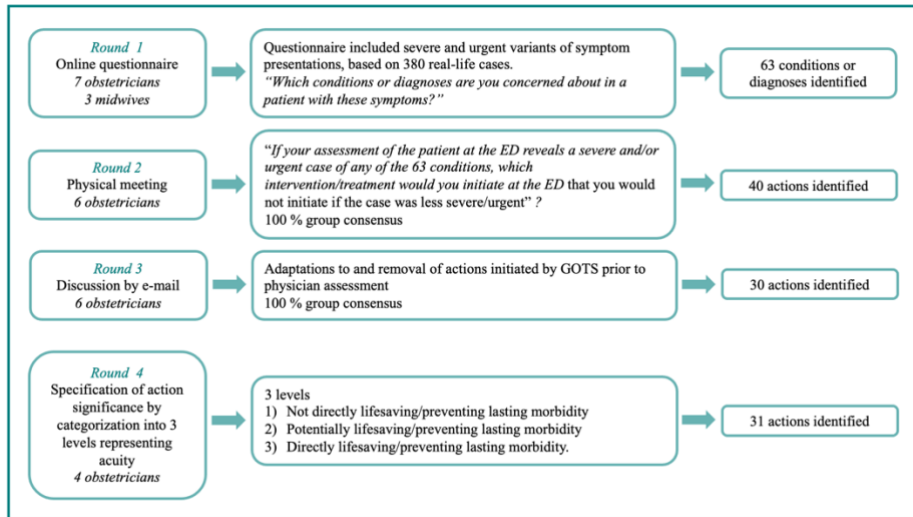 Round 1
Online questionnaire
7 obstetricians
3 midwives
Questionnaire included severe and urgent variants of symptom
presentations, based on 380 real-life cases.
“Which conditions or diagnoses are you concerned about in a
patient with these symptoms?”
63 conditions or
diagnoses identified
Round 2
Physical meeting
6 obstetricians
“If your assessment of the patient at the ED reveals a severe and/or
urgent case of any of the 63 conditions, which
intervention/treatment would you initiate at the ED that you would
not initiate if the case was less severe/urgent” ?
100 % group consensus
40 actions identified
Round 3
Discussion by e-mail
6 obstetricians
Adaptations to and removal of actions initiated by GOTS prior to
physician assessment
100 % group consensus
30 actions identified
Round 4
Specification of action
significance by
categorization into 3
levels representing
acuity
4 obstetricians
3 levels
1) Not directly lifesaving/preventing lasting morbidity
2) Potentially lifesaving/preventing lasting morbidity
3) Directly lifesaving/preventing lasting morbidity.
31 actions identified